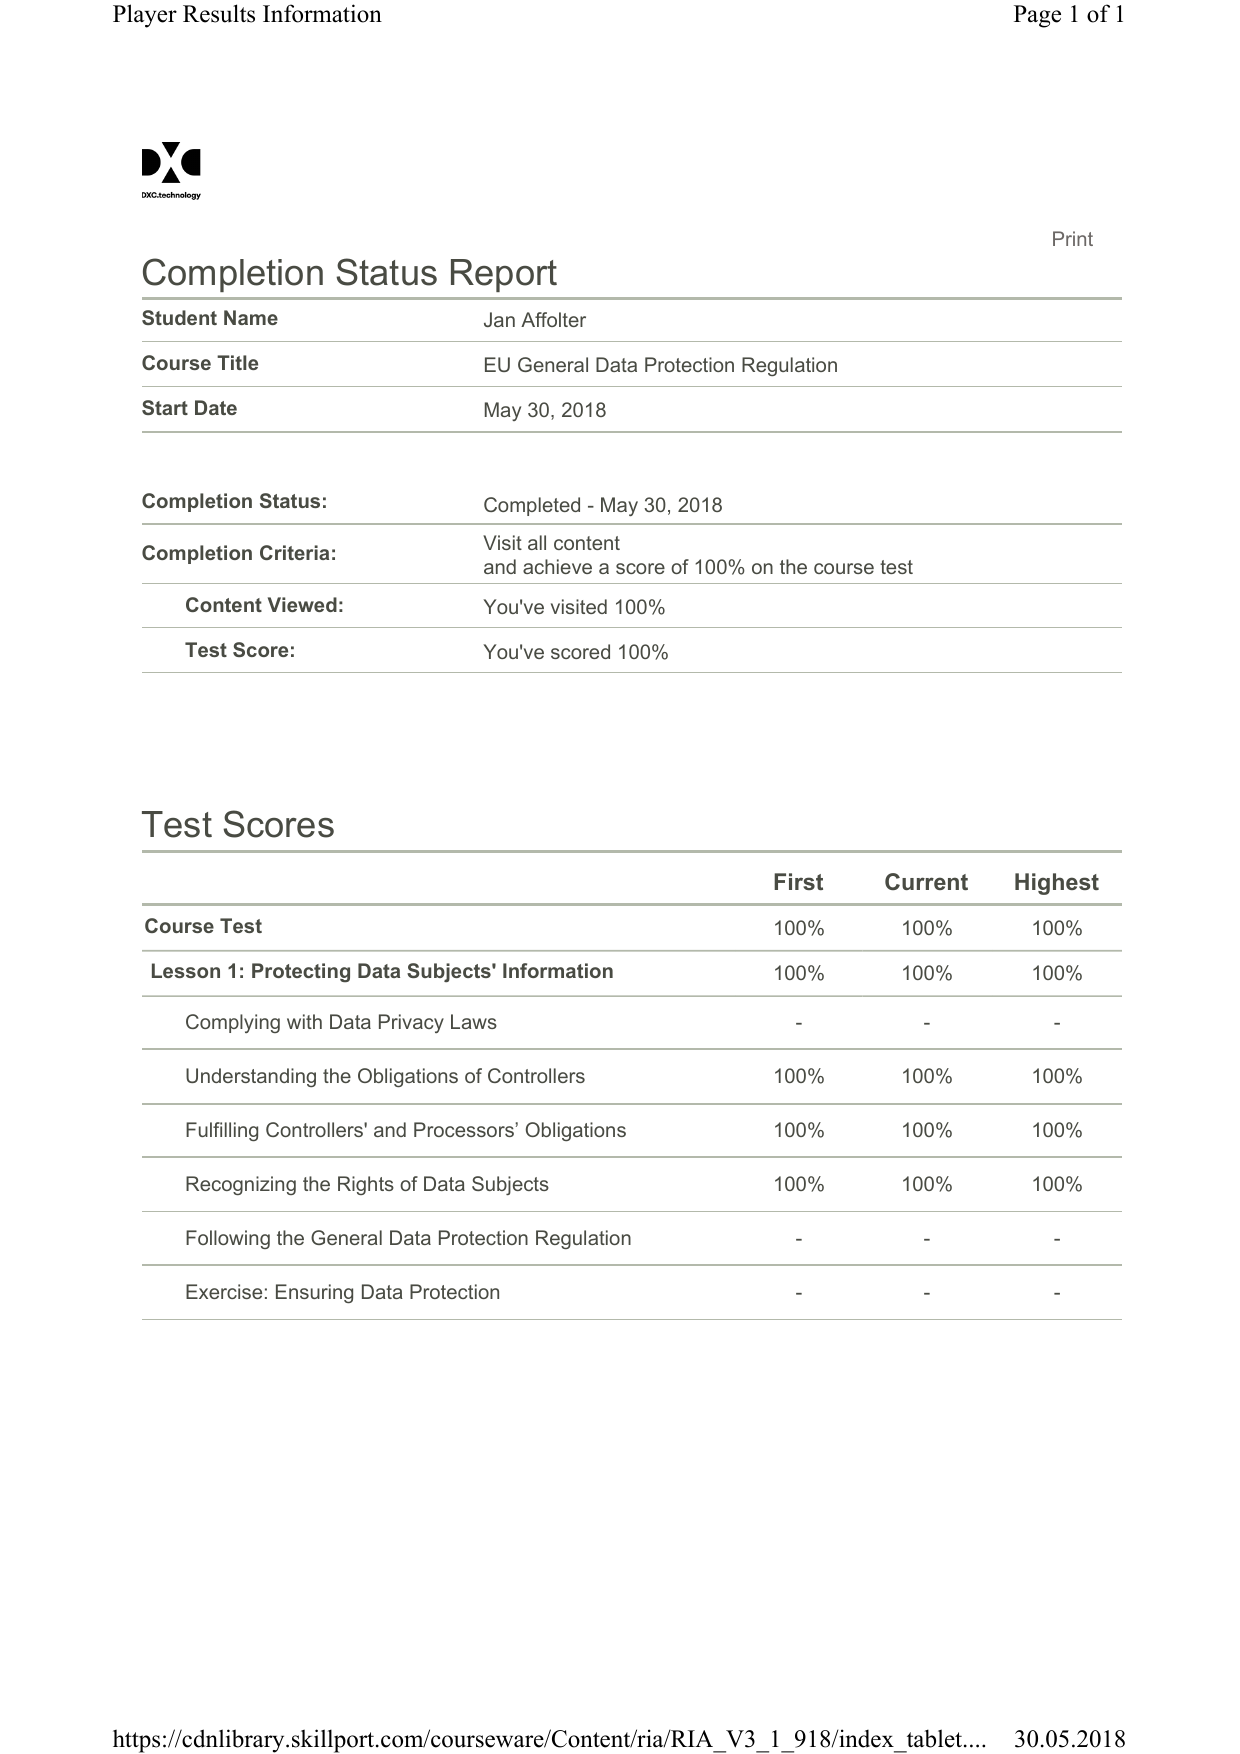 Player Results Information Page 1 of 1
DXC.technology
Print
Completion Status Report
Student Name Jan Affolter
Course Title EU General Data Protection Regulation
Start Date May 30, 2018
Completion Status: Completed - May 30, 2018
Completion Criteria: Visit all content
and achieve a score of 100% on the course test
Content Viewed: You've visited 100%
Test Score: You've scored 100%
Test Scores
First Current Highest
Course Test 100% 100% 100%
Lesson 1: Protecting Data Subjects' Information 100% 100% 100%
Complying with Data Privacy Laws - - -
Understanding the Obligations of Controllers 100% 100% 100%
Fulfilling Controllers' and Processors’ Obligations 100% 100% 100%
Recognizing the Rights of Data Subjects 100% 100% 100%
Following the General Data Protection Regulation - - -
Exercise: Ensuring Data Protection - - -
https://cdnlibrary.skillport.com/courseware/Content/ria/RIA_V3_1_918/index_tablet.... 30.05.2018